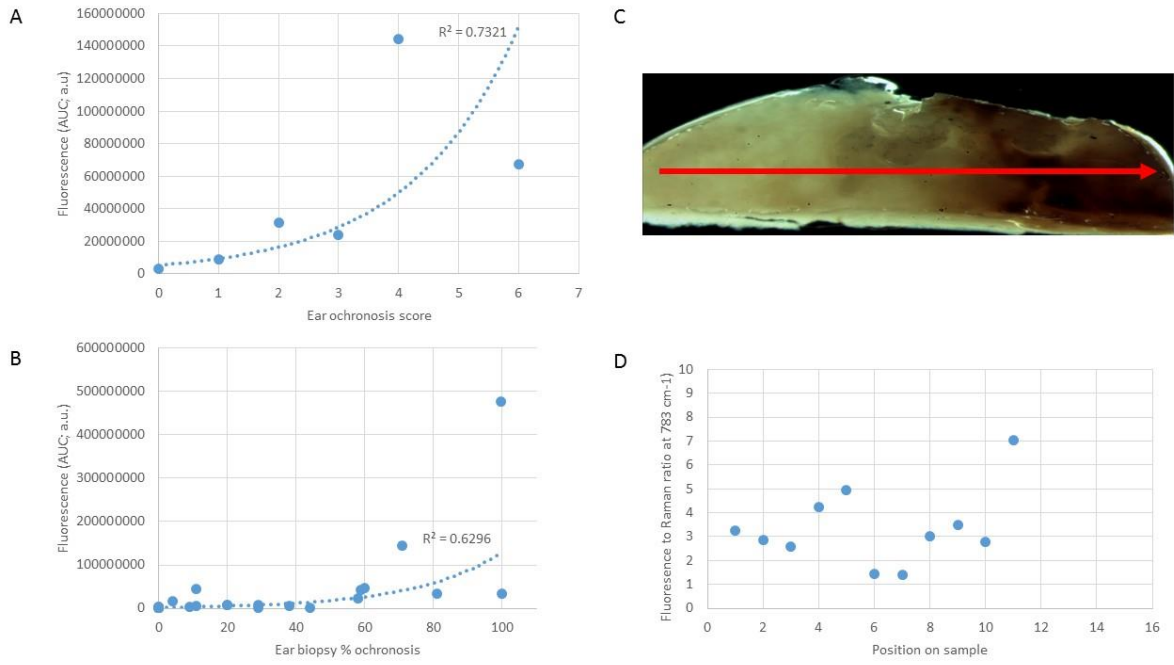 A
160000000
140000000
120000000
100000000
80000000
60000000
40000000
20000000
0
Fluorescence (AUC; a.u)
R² = 0.7321
0 1 2 3 4 5 6 7
Ear ochronosis score
B
600000000
500000000
400000000
300000000
200000000
100000000
0
Fluorescence (AUC; a.u.)
R² = 0.6296
0 20 40 60 80 100
Ear biopsy % ochronosis
C
D
10
9
8
7
6
5
4
3
2
1
0
Fluoresence to Raman ratio at 783 cm-1)
0 2 4 6 8 10 12 14 16
Position on sample